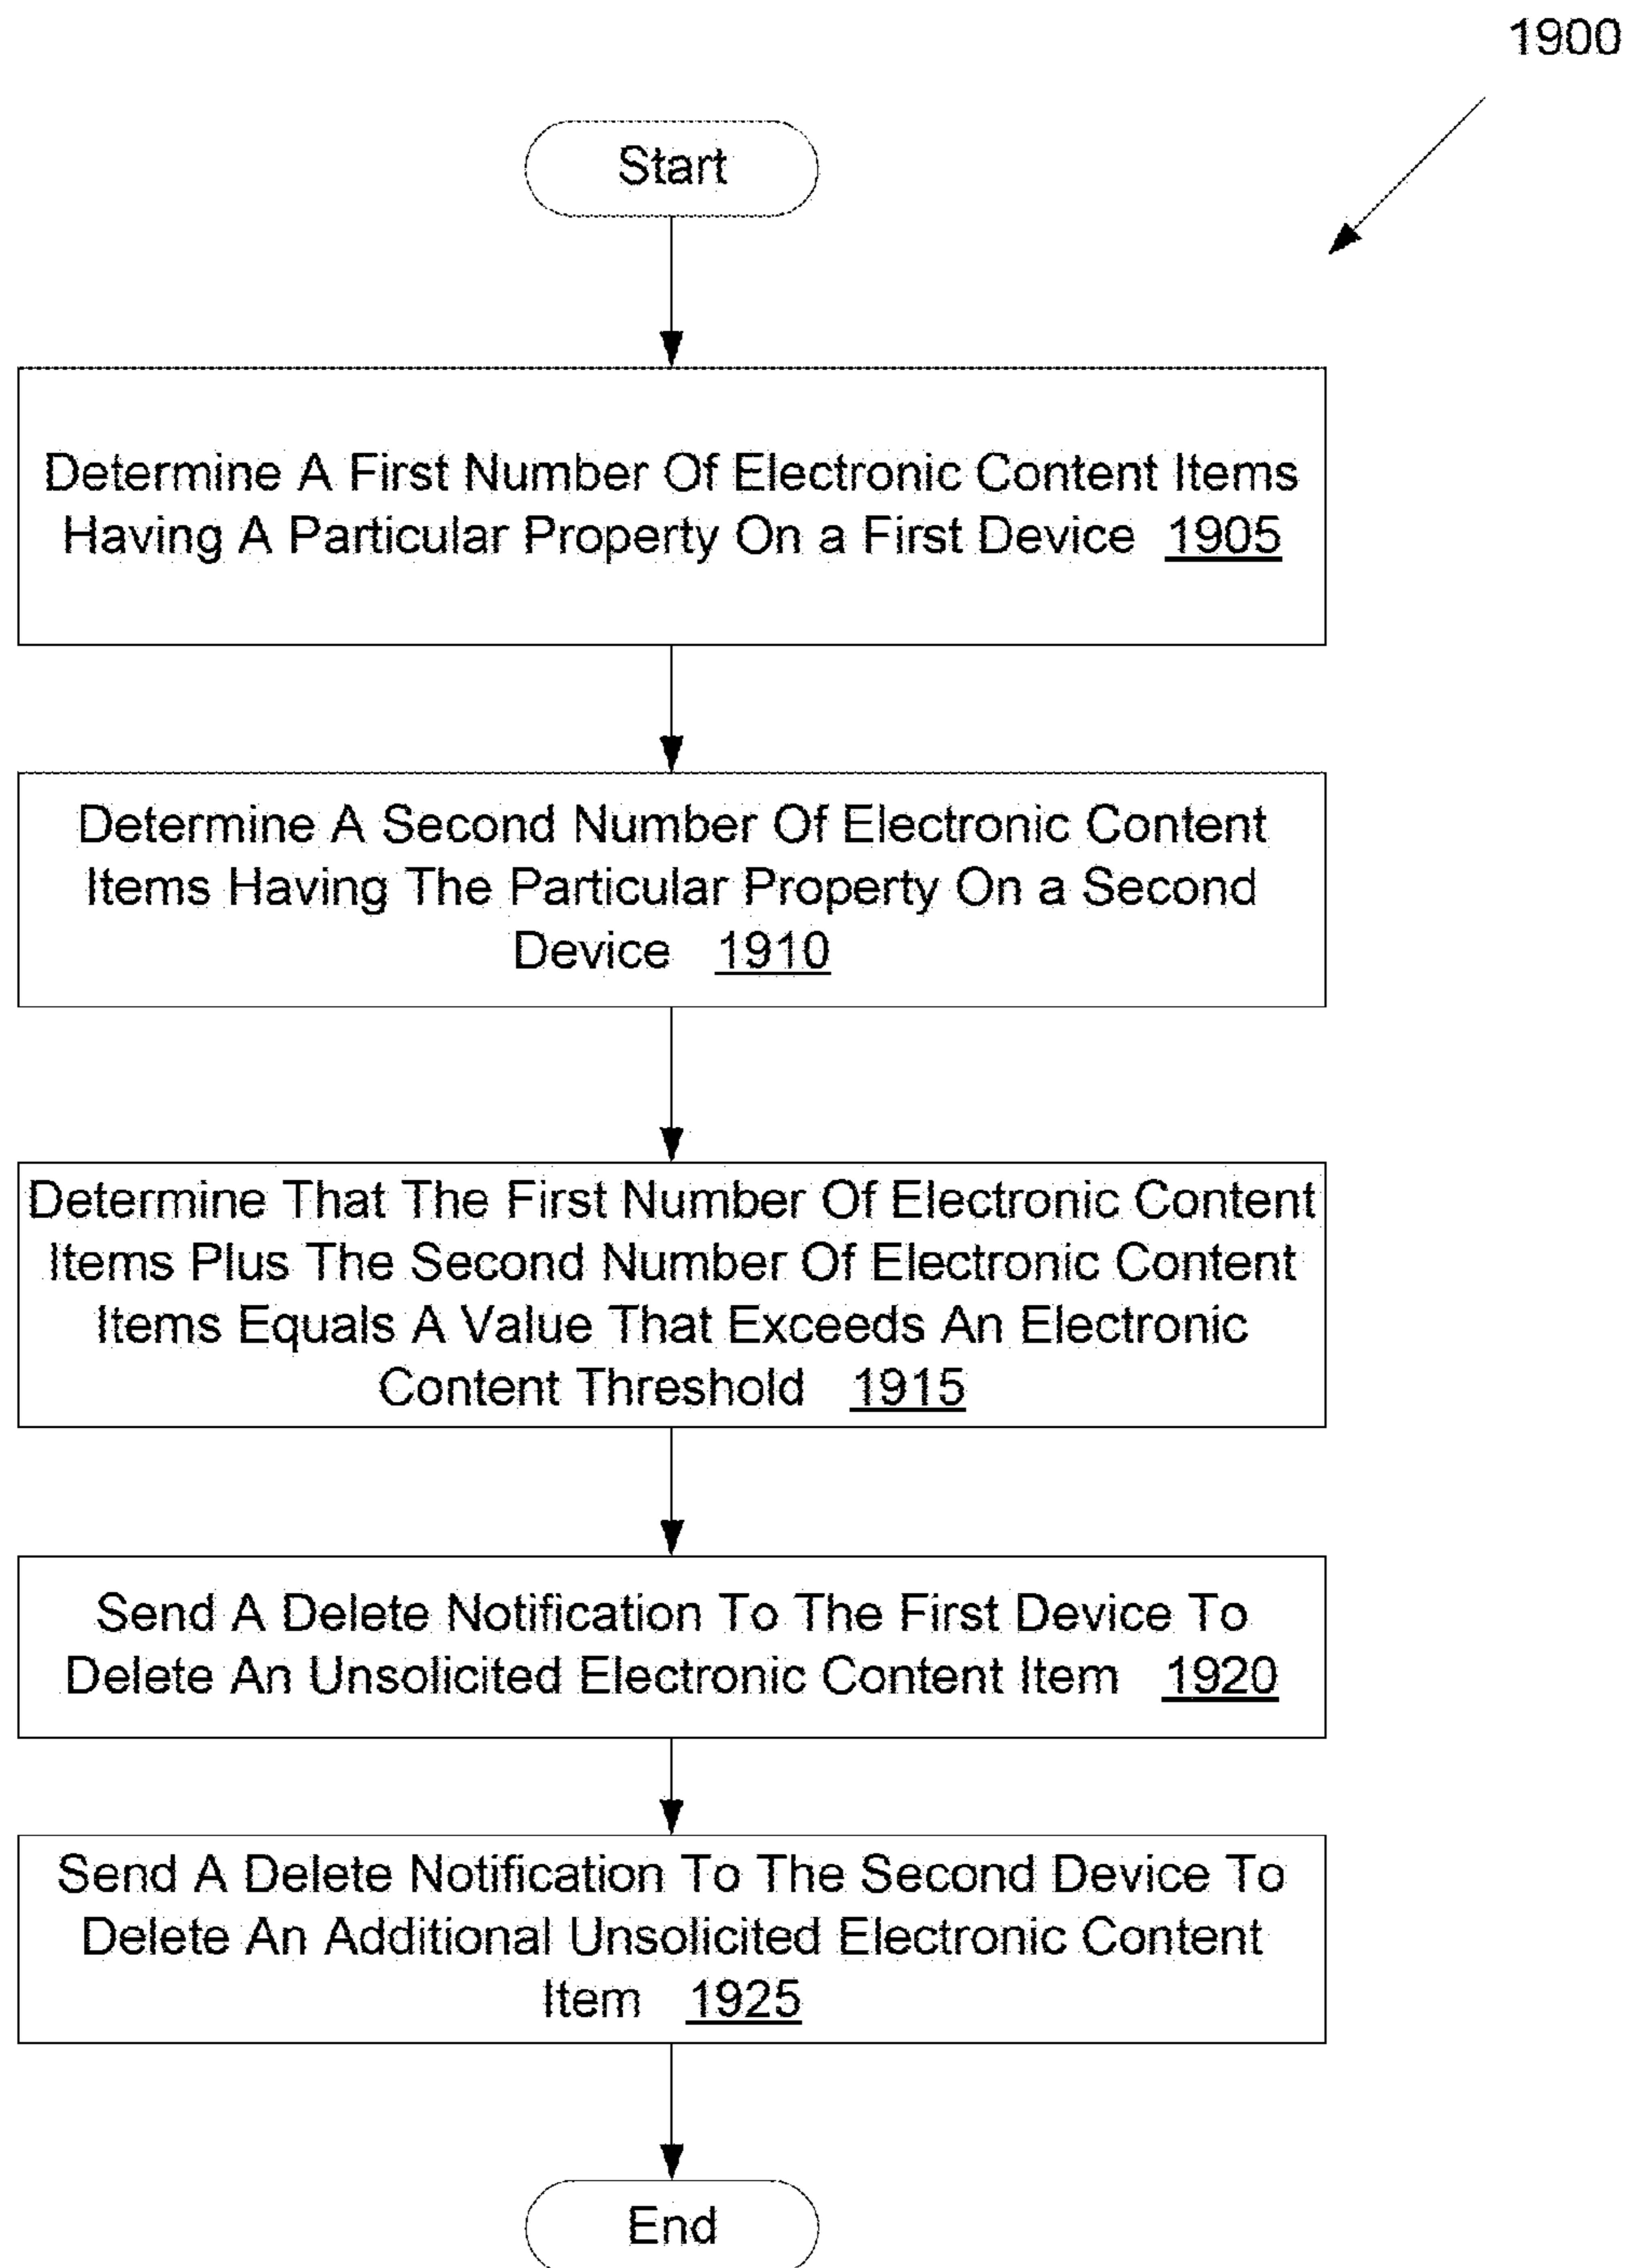 1900
Start
Determine A First Number Of Electronic Content Items
Having A Particular Property On a First Device 1905
Determine A Second Number Of Electronic Content
Items Having The Particular Property On a Second
Device 1910
Determine That The First Number Of Electronic Content
Items Plus The Second Number Of Electronic Content
Items Equals A Value That Exceeds An Electronic
Content Threshold 1915
Send A Delete Notification To The First Device To
Delete An Unsolicited Electronic Content Item 1920
Send A Delete Notification To The Second Device To
Delete An Additional Unsolicited Electronic Content
Item 1925
End